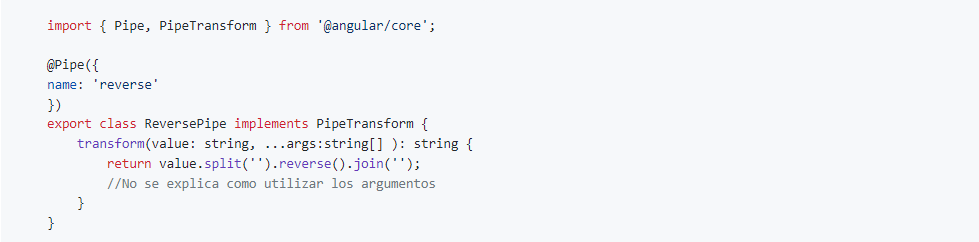 import { Pipe, PipeTransform } from '@angular/core';
@Pipe({
name: 'reverse'
})
export class ReversePipe implements PipeTransform {
transform(value: string, ...args:string[] ): string {
return value.split('').reverse().join('');
//No se explica como utilizar los argumentos
}
}